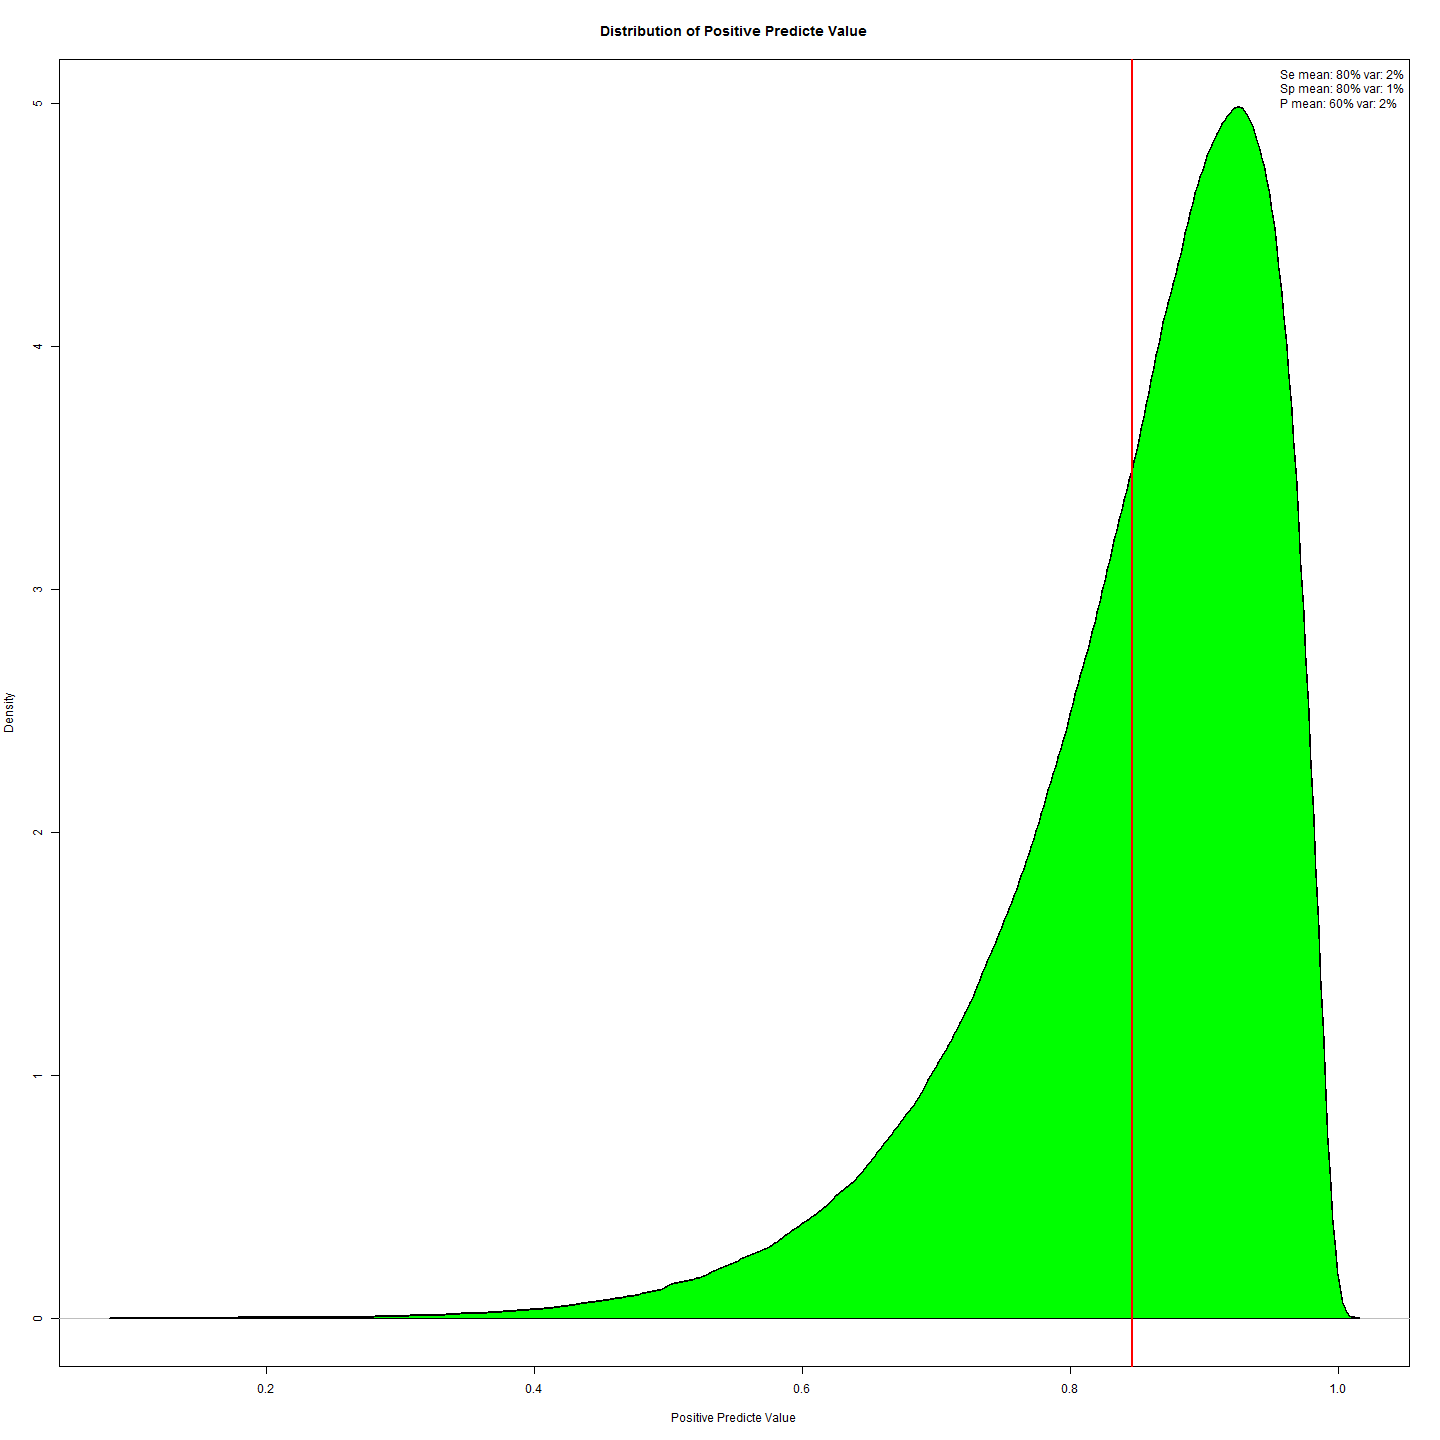 Distribution of Positive Predicte Value
Se mean: 80% var: 2%
Sp mean: 80% var: 1%
P mean: 60% var: 2%
5
4
3
2
1
0
Density
0.2 0.4 0.6 0.8 1.0
Positive Predicte Value